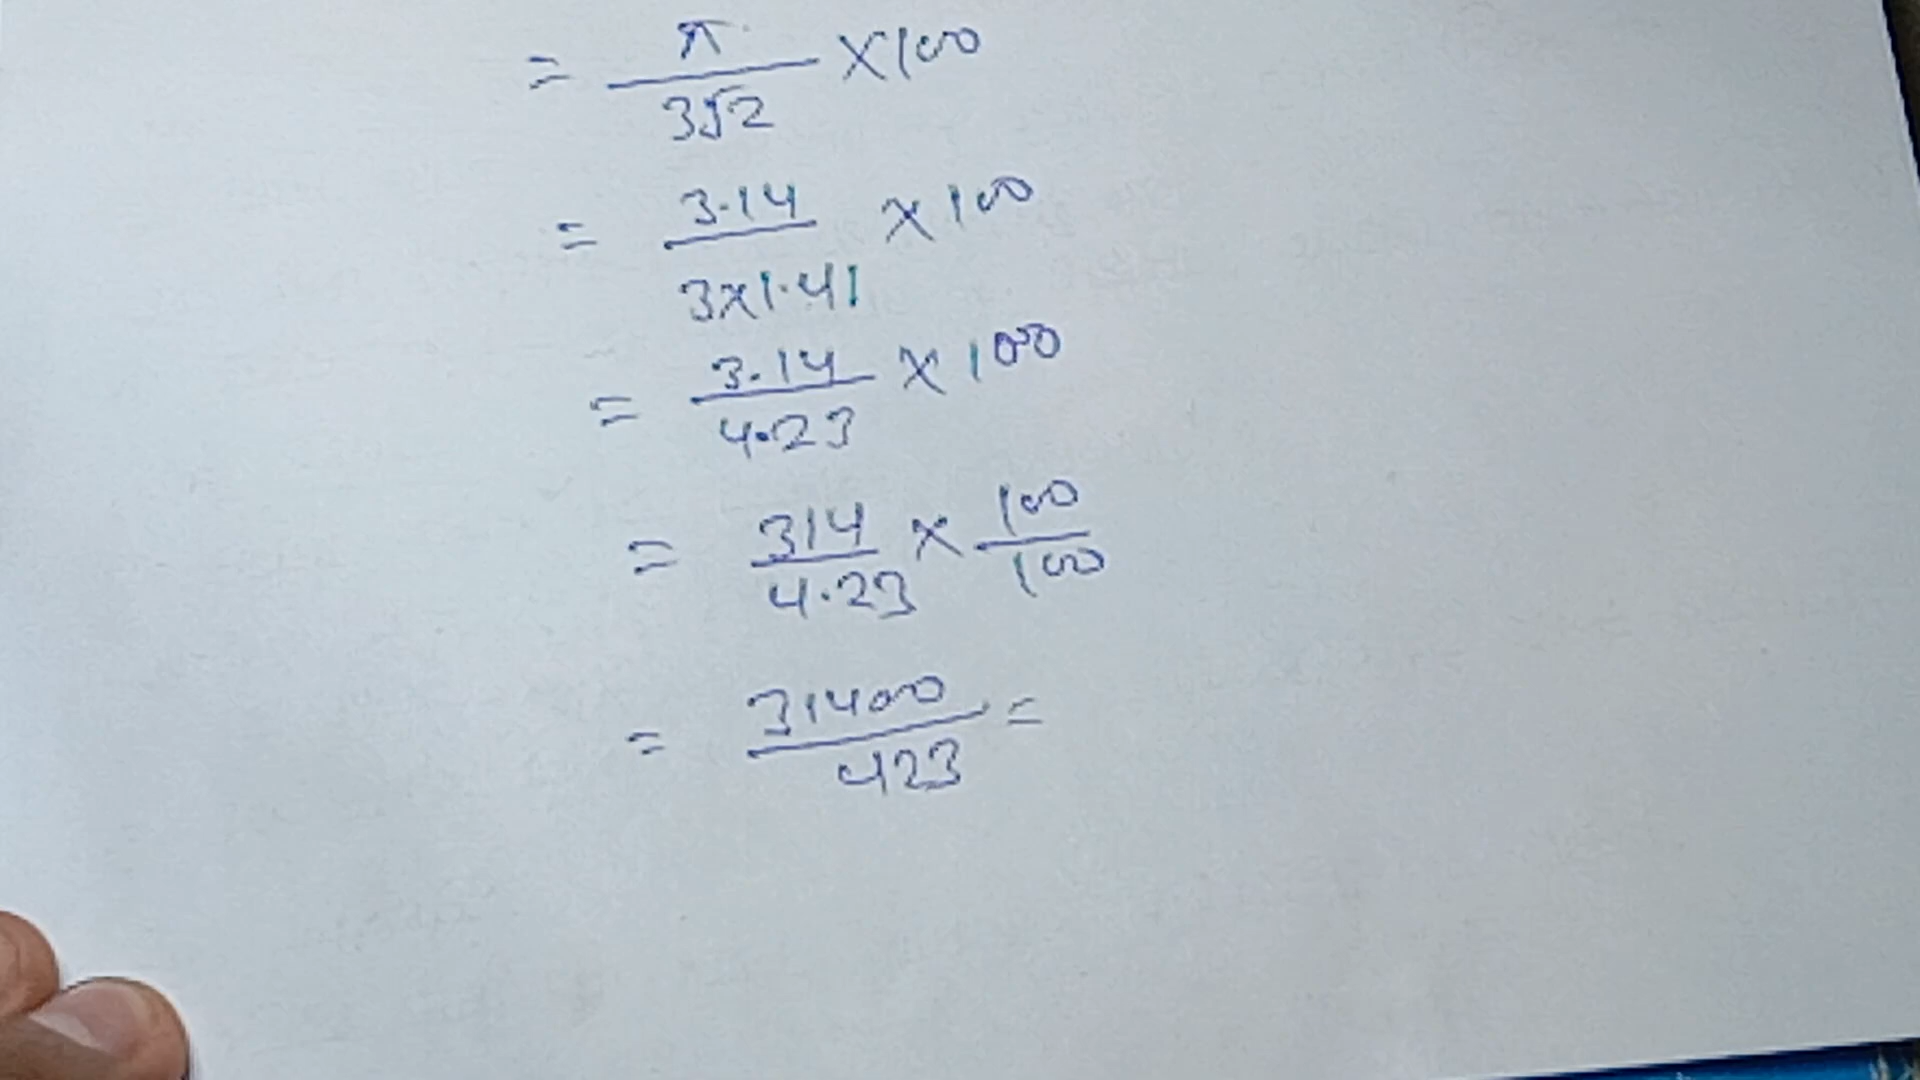 = π/3√2 ×100
= 3.14/3×1.41 ×100
= 3.14/4.23 ×100
= 314/4.23 × 100/100
= 31400/423 =